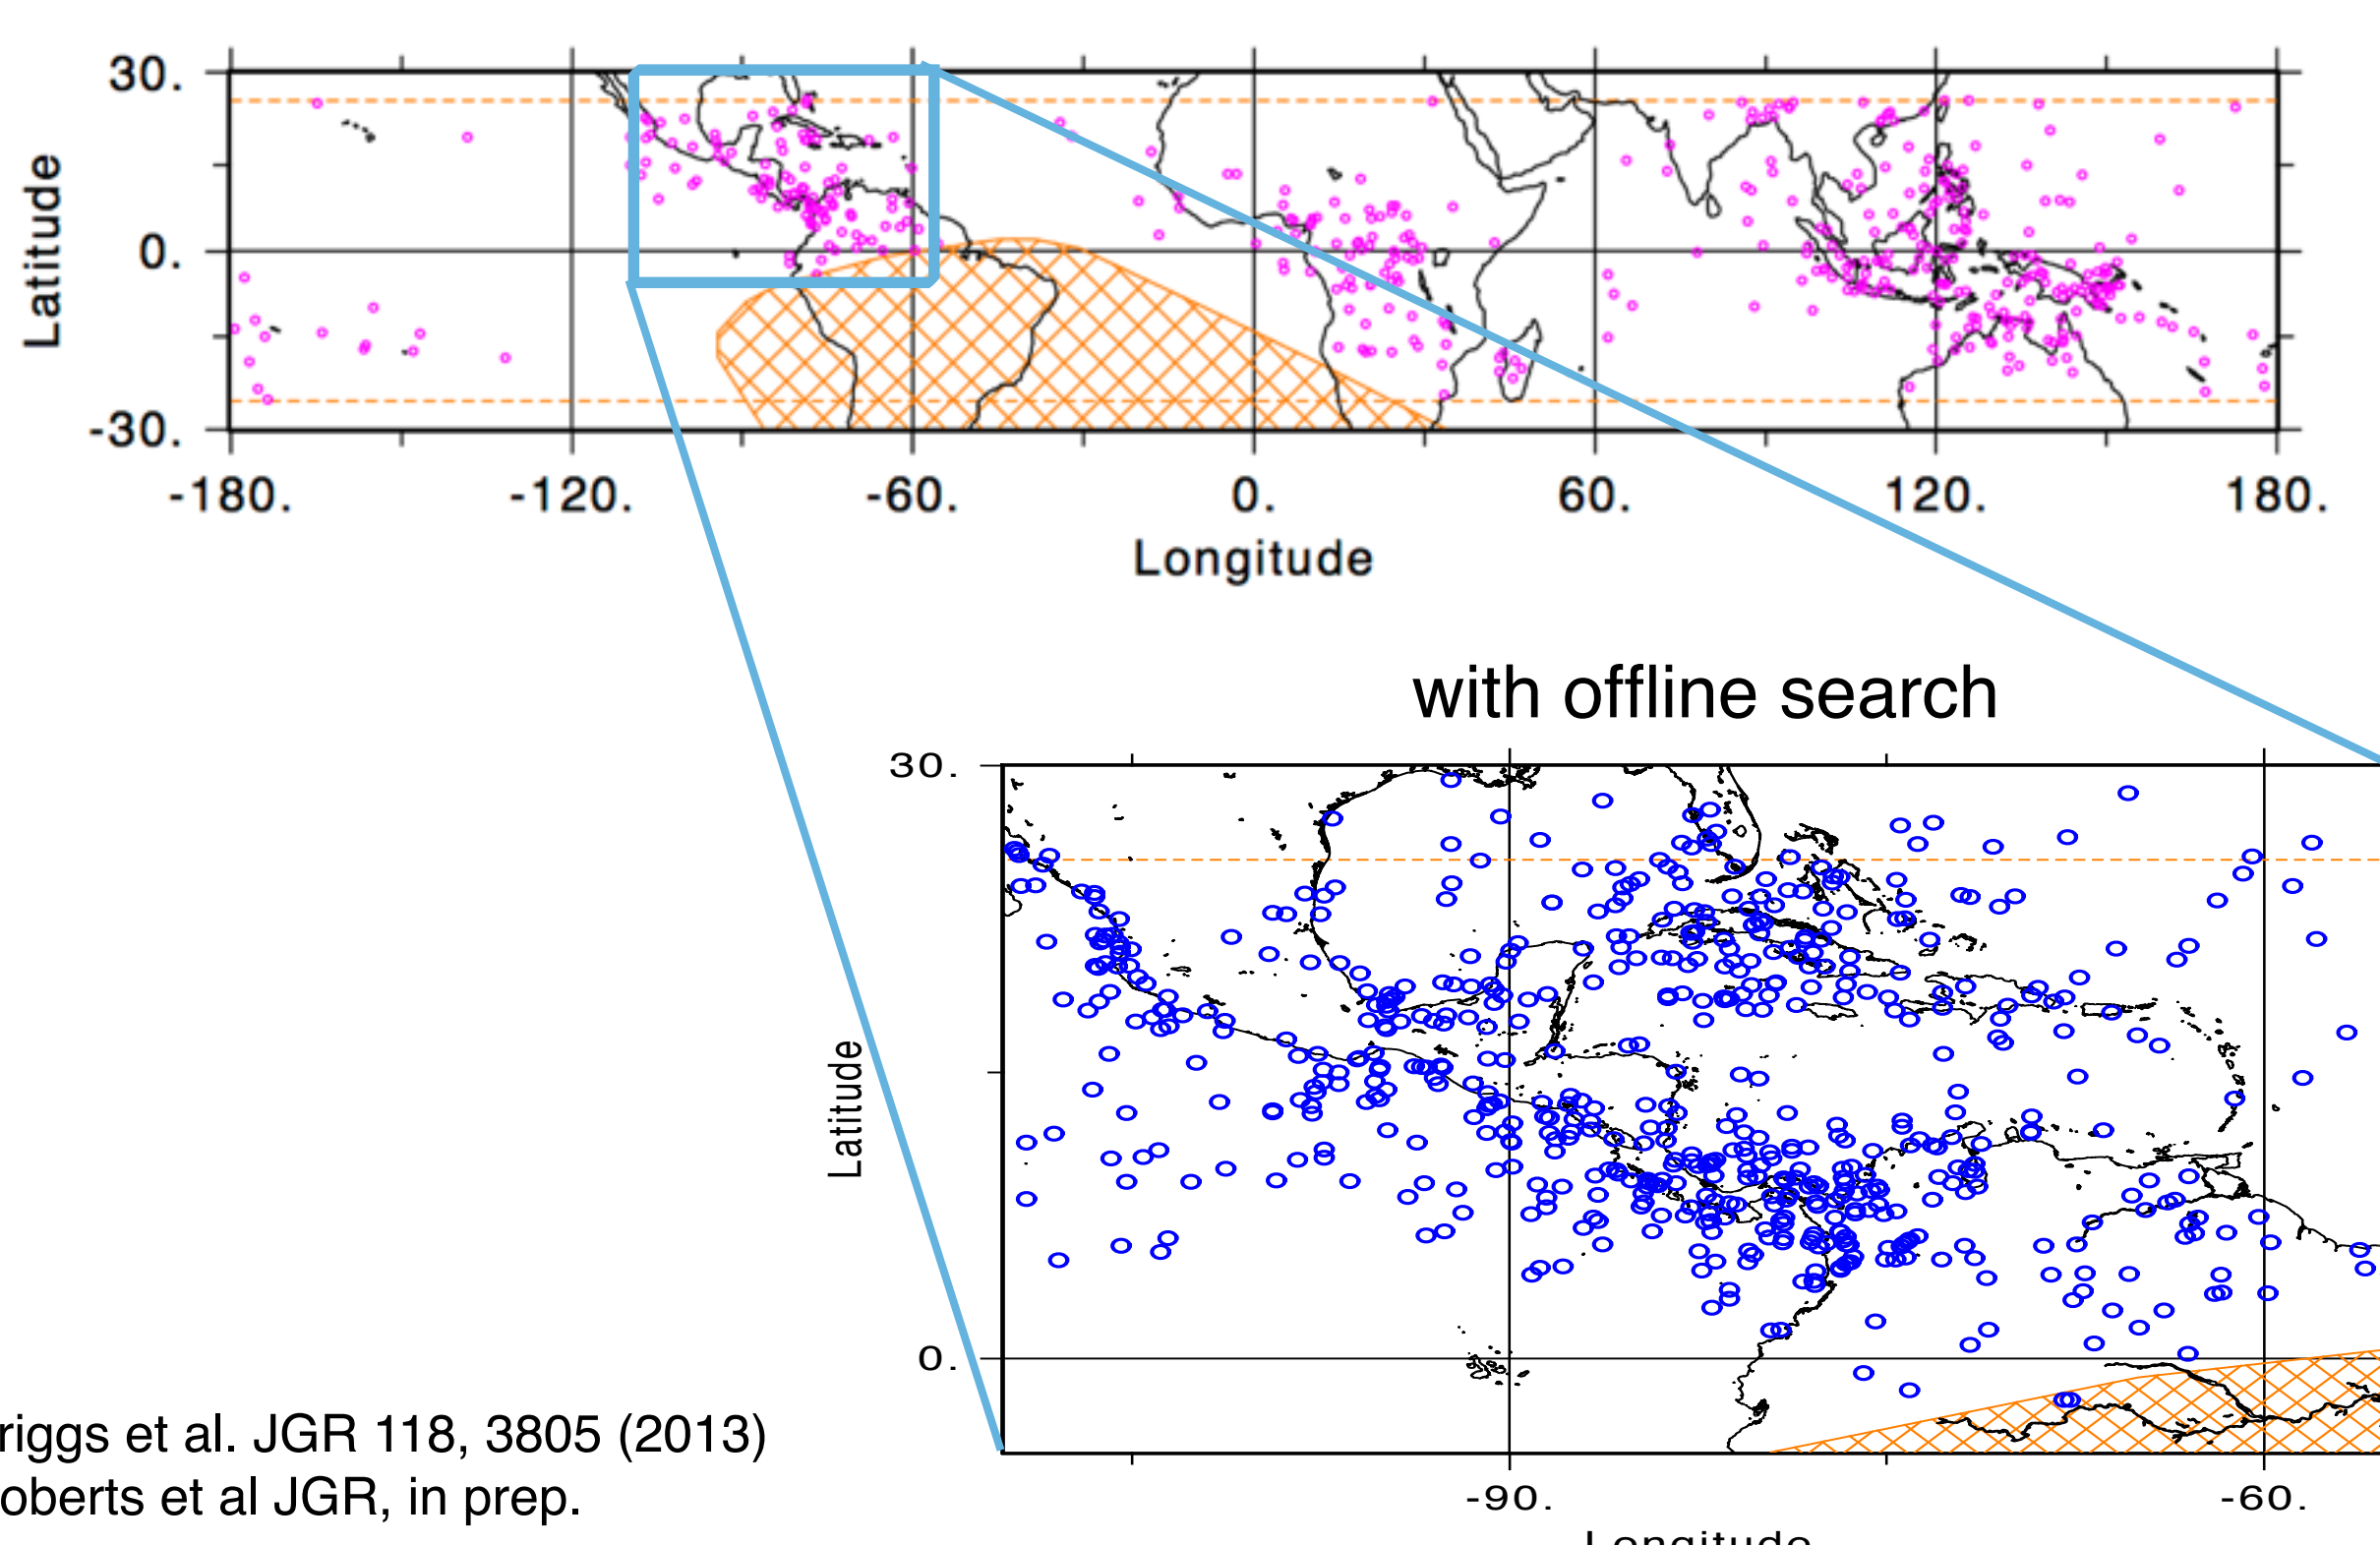 30.
Latitude
0.
-30.
-180. -120. -60. 0. 60. 120. 180.
Longitude
with offline search
30.
Latitude
0.
-90. -60.
Longitude
riggs et al. JGR 118, 3805 (2013)
oberts et al JGR, in prep.